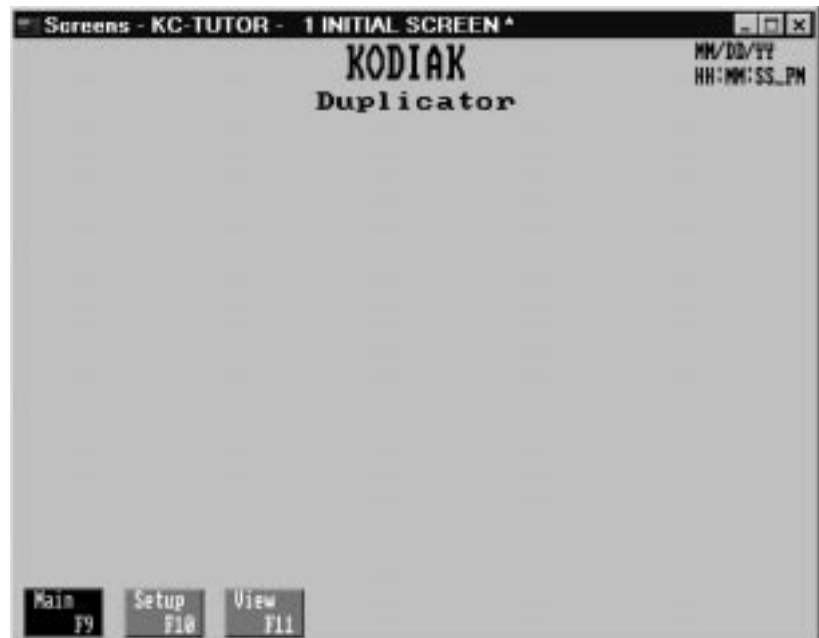 Screens - KC-TUTOR - 1 INITIAL SCREEN *
KODIAK
MM/DD/YY
HH:MM:SS_PM
Duplicator
Main
F9
Setup
F10
View
F11